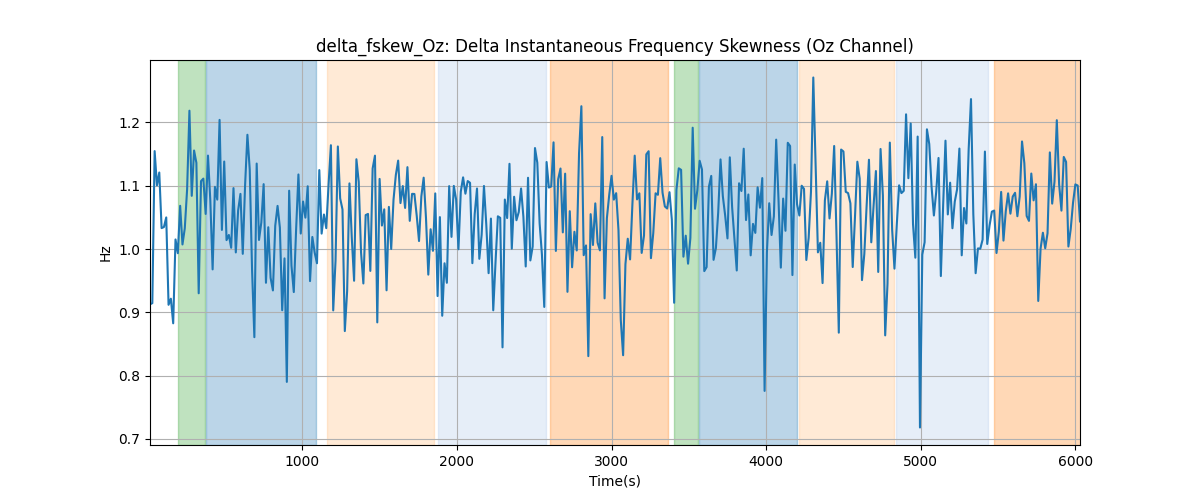 delta_fskew_Oz: Delta Instantaneous Frequency Skewness (Oz Channel)
Hz
1.2
1.1
1.0
0.9
0.8
0.7
1000 2000 3000 4000 5000 6000
Time(s)